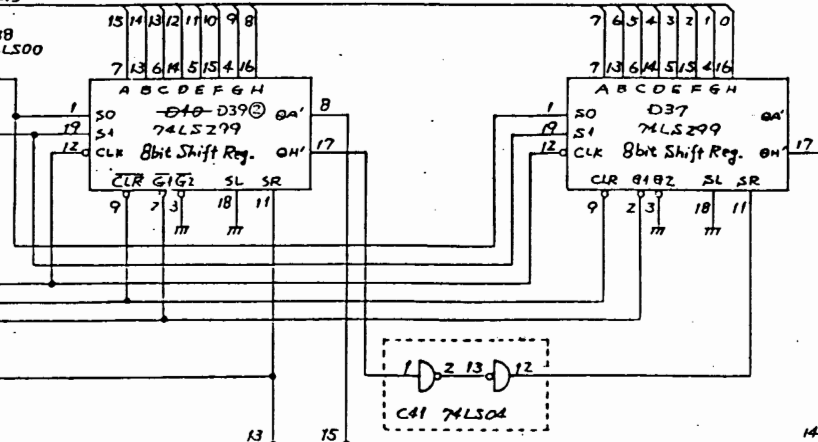 15 14 13 12 11 10 9 8
7 6 5 4 3 2 1 0
LS00
7 13 6 14 5 15 4 16
7 13 6 14 5 15 4 16
A B C D E F G H
A B C D E F G H
1 S0 D40 D39② QA' 8
1 S0 D37 QA'
19 S1 74LS299
19 S1 74LS299
12 CLK 8bit Shift Reg. QH' 17
12 CLK 8bit Shift Reg. QH' 17
CLR G1 G2 SL SR
CLR G1 G2 SL SR
9 2 3 18 11
9 2 3 18 11
1 2 13 12
C41 74LS04
13 15
14